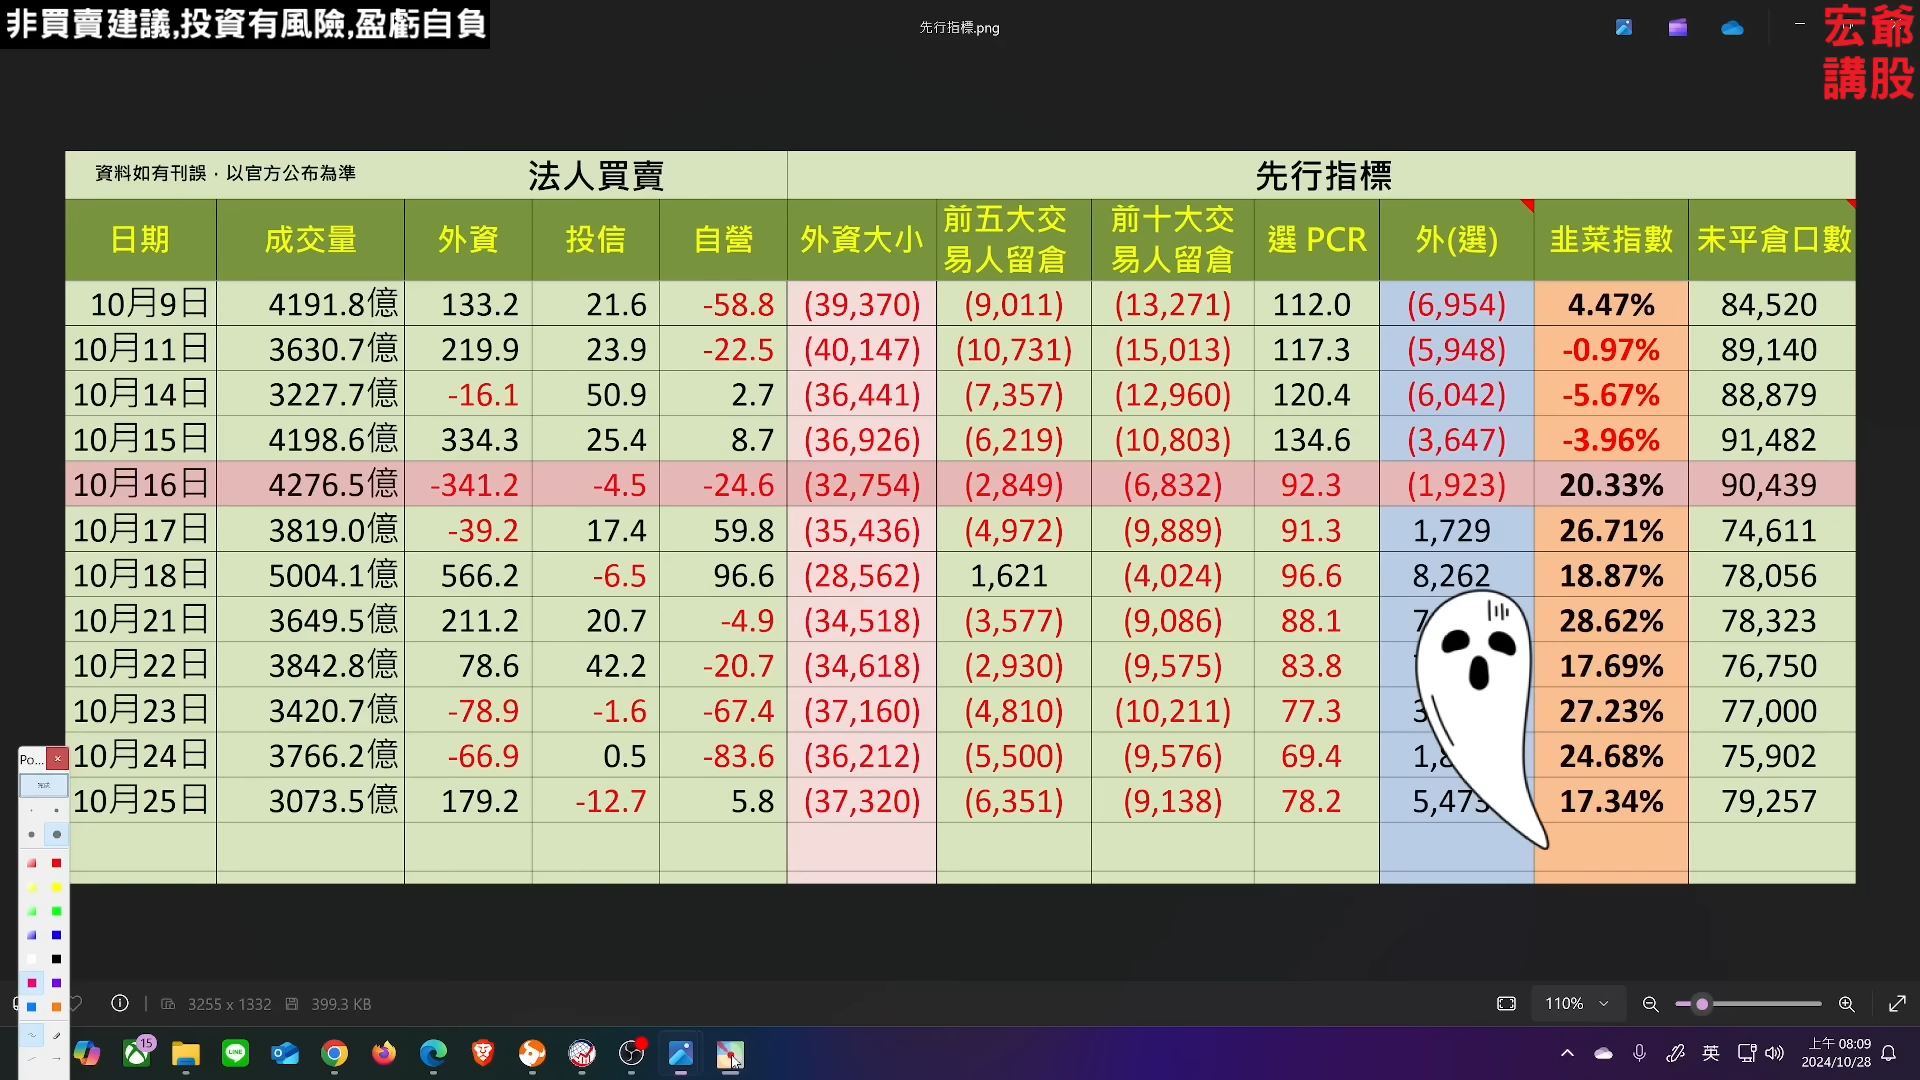 非買賣建議,投資有風險,盈虧自負
先行指標.png
宏爺
講股
資料如有刊誤,以官方公布為準 法人買賣 先行指標
日期 成交量 外資 投信 自營 外資大小 前五大交易人留倉 前十大交易人留倉 選 PCR 外(選) 韭菜指數 未平倉口數
10月9日 4191.8億 133.2 21.6 -58.8 (39,370) (9,011) (13,271) 112.0 (6,954) 4.47% 84,520
10月11日 3630.7億 219.9 23.9 -22.5 (40,147) (10,731) (15,013) 117.3 (5,948) -0.97% 89,140
10月14日 3227.7億 -16.1 50.9 2.7 (36,441) (7,357) (12,960) 120.4 (6,042) -5.67% 88,879
10月15日 4198.6億 334.3 25.4 8.7 (36,926) (6,219) (10,803) 134.6 (3,647) -3.96% 91,482
10月16日 4276.5億 -341.2 -4.5 -24.6 (32,754) (2,849) (6,832) 92.3 (1,923) 20.33% 90,439
10月17日 3819.0億 -39.2 17.4 59.8 (35,436) (4,972) (9,889) 91.3 1,729 26.71% 74,611
10月18日 5004.1億 566.2 -6.5 96.6 (28,562) 1,621 (4,024) 96.6 8,262 18.87% 78,056
10月21日 3649.5億 211.2 20.7 -4.9 (34,518) (3,577) (9,086) 88.1 28.62% 78,323
10月22日 3842.8億 78.6 42.2 -20.7 (34,618) (2,930) (9,575) 83.8 17.69% 76,750
10月23日 3420.7億 -78.9 -1.6 -67.4 (37,160) (4,810) (10,211) 77.3 27.23% 77,000
10月24日 3766.2億 -66.9 0.5 -83.6 (36,212) (5,500) (9,576) 69.4 24.68% 75,902
10月25日 3073.5億 179.2 -12.7 5.8 (37,320) (6,351) (9,138) 78.2 5,473 17.34% 79,257
Po...
完成
3255 x 1332 399.3 KB 110%
15 LINE 英 上午 08:09
2024/10/28